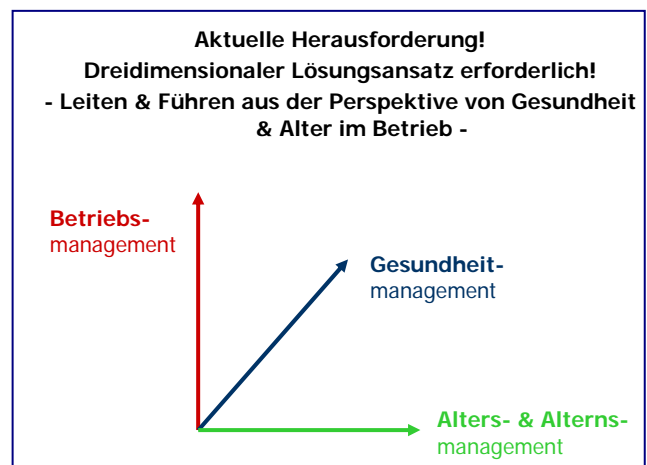 Aktuelle Herausforderung!
Dreidimensionaler Lösungsansatz erforderlich!
- Leiten & Führen aus der Perspektive von Gesundheit
& Alter im Betrieb -
Betriebs-
management
Gesundheit-
management
Alters- & Alterns-
management